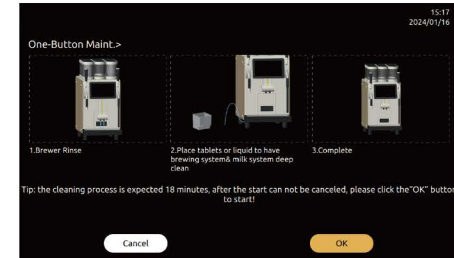 15:17
2024/01/16
One-Button Maint.>
1.Brewer Rinse
2.Place tablets or liquid to have
brewing system& milk system deep
clean
3.Complete
Tip: the cleaning process is expected 18 minutes, after the start can not be canceled, please click the"OK" button
to start!
Cancel
OK